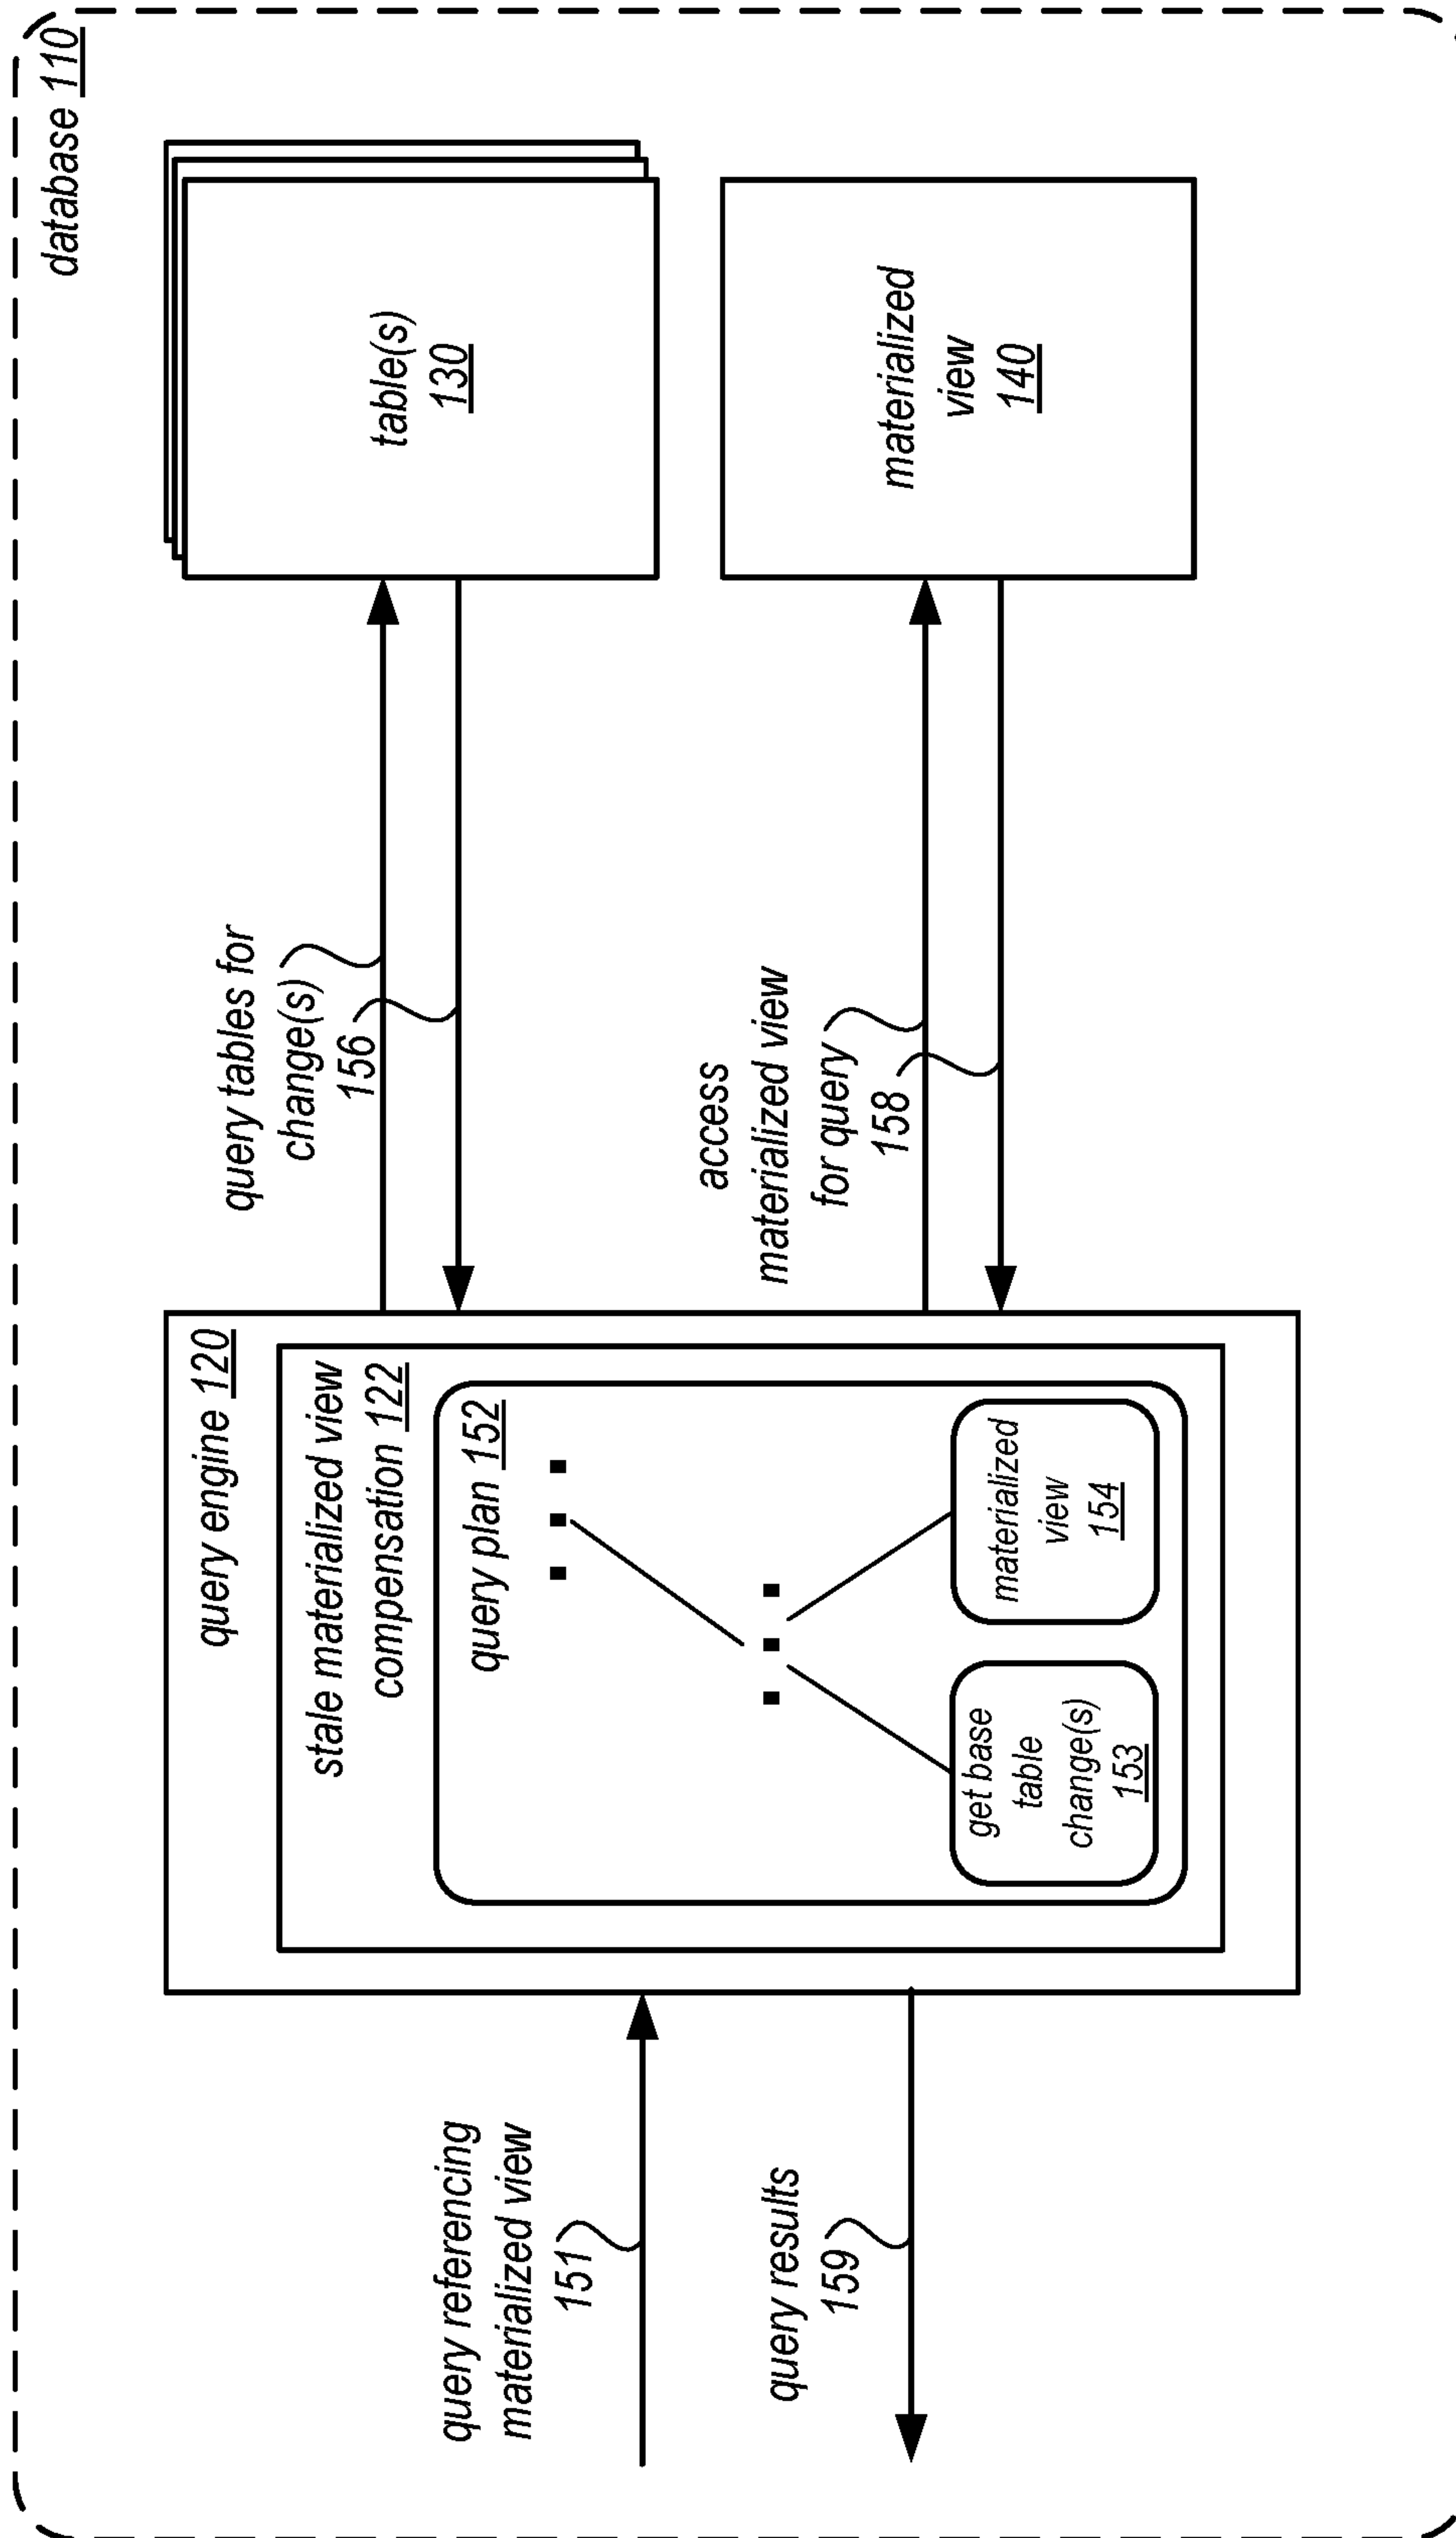 database 110
query engine 120
stale materialized view
compensation 122
query plan 152
get base
table
change(s)
153
materialized
view
154
query referencing
materialized view
151
query results
159
query tables for
change(s)
156
access
materialized view
for query
158
table(s)
130
materialized
view
140